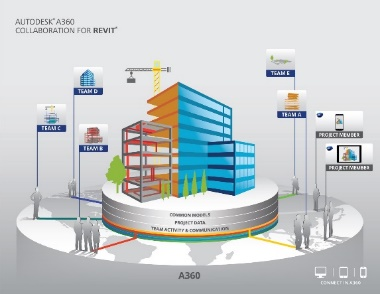 AUTODESK® A360
COLLABORATION FOR REVIT®
TEAM E
TEAM D
TEAM A
TEAM C
TEAM B
PROJECT MEMBER
PROJECT MEMBER
COMMON MODELS
PROJECT DATA
TEAM ACTIVITY & COMMUNICATION
A360
CONNECT IN A360